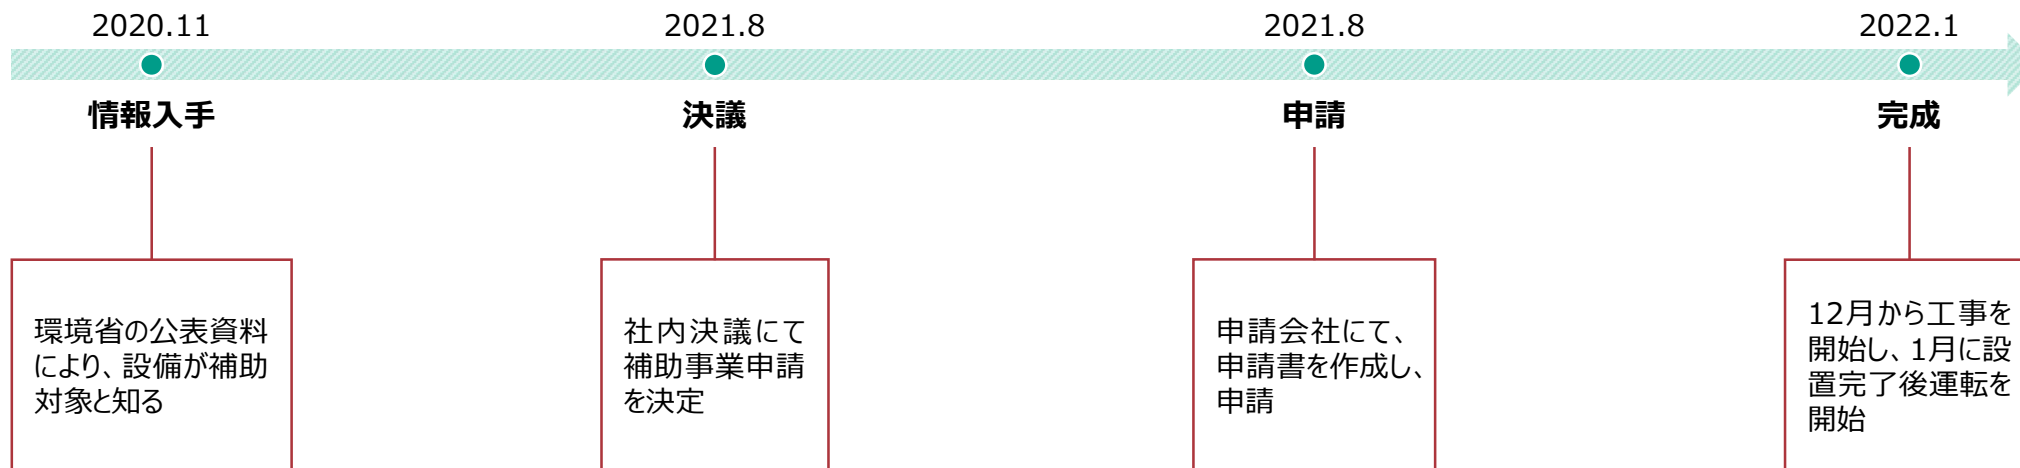 2020.11
2021.8
2021.8
2022.1
情報入手
決議
申請
完成
環境省の公表資料
により、設備が補助
対象と知る
社内決議にて
補助事業申請
を決定
申請会社にて、
申請書を作成し、
申請
12月から工事を
開始し、1月に設
置完了後運転を
開始